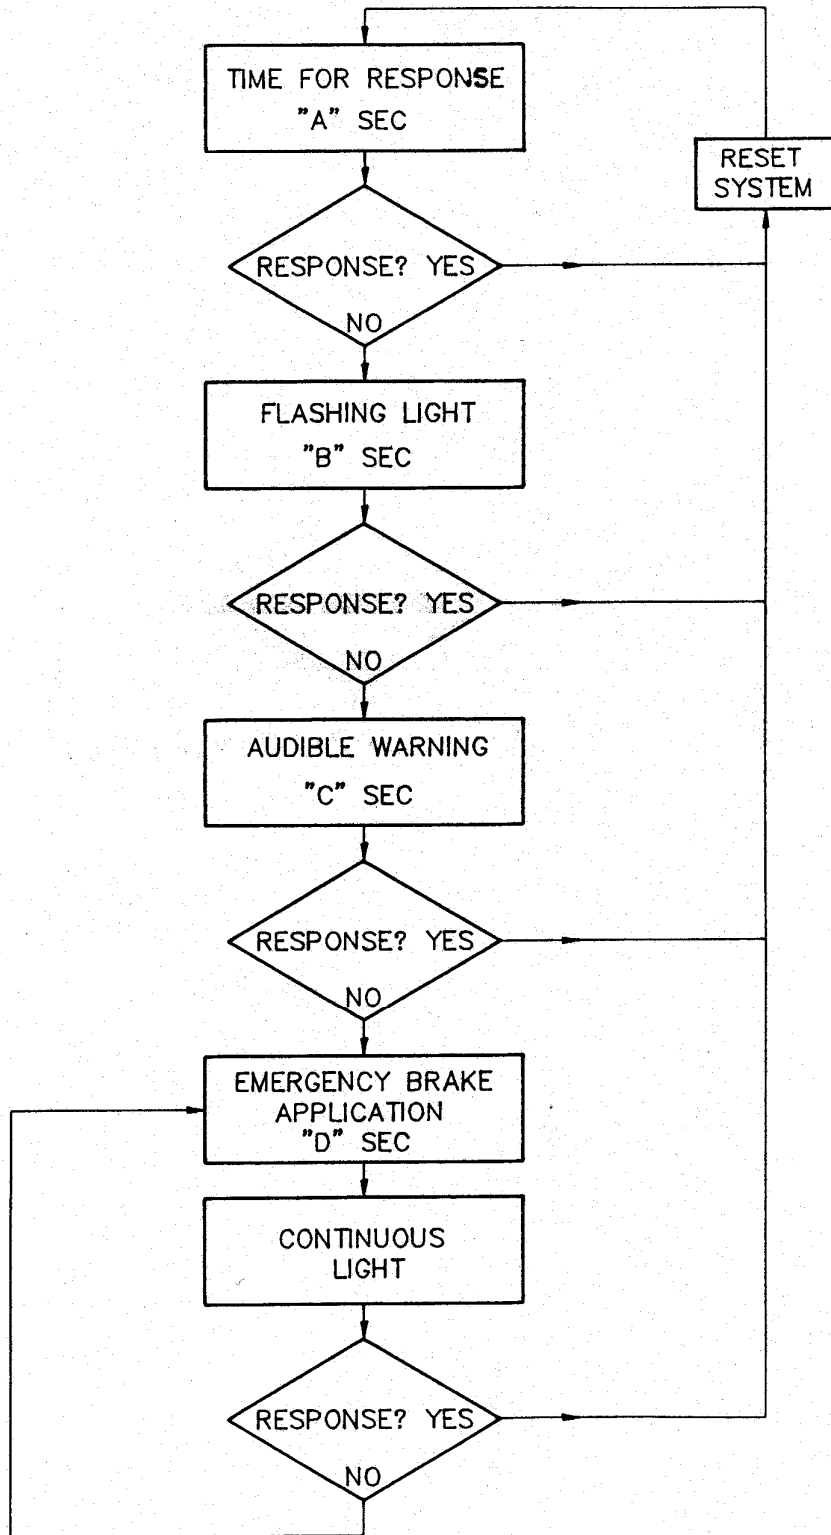 TIME FOR RESPONSE
"A" SEC
RESET
SYSTEM
RESPONSE? YES
NO
FLASHING LIGHT
"B" SEC
RESPONSE? YES
NO
AUDIBLE WARNING
"C" SEC
RESPONSE? YES
NO
EMERGENCY BRAKE
APPLICATION
"D" SEC
CONTINUOUS
LIGHT
RESPONSE? YES
NO